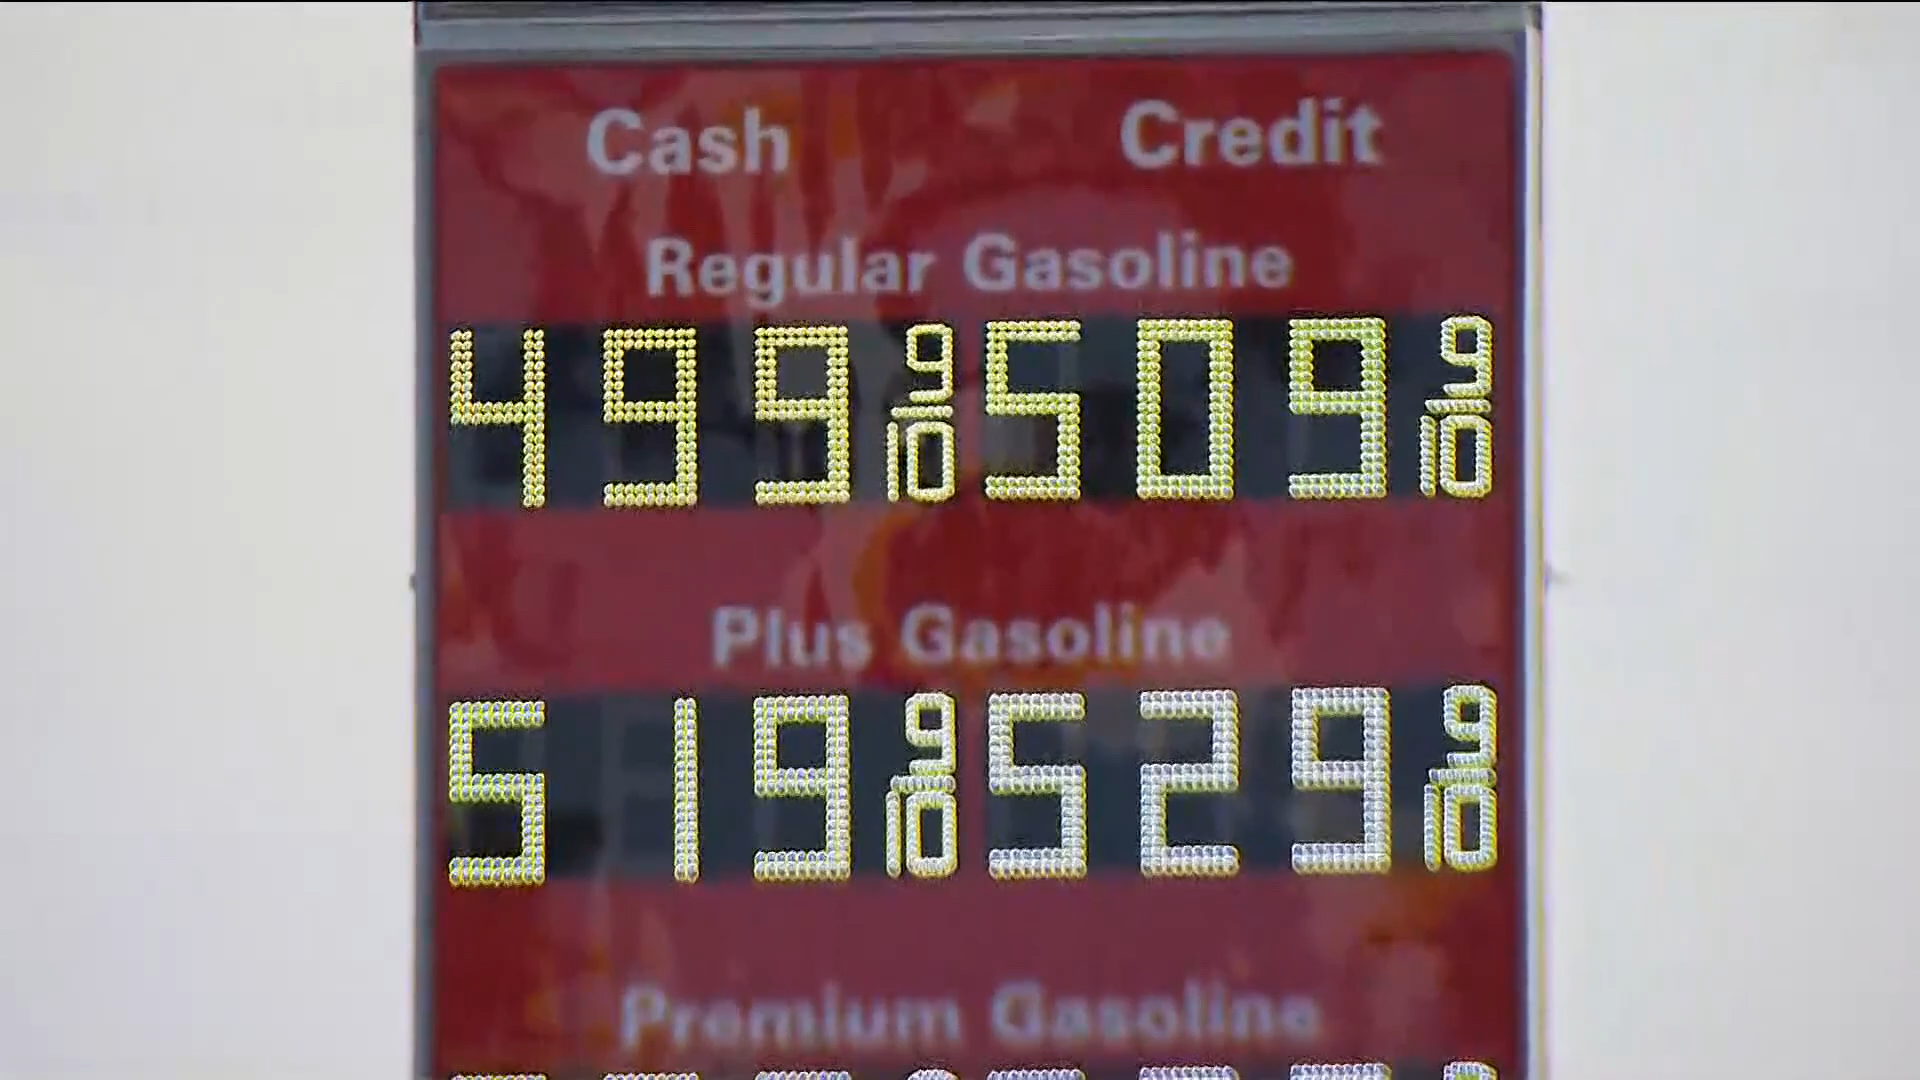 Cash Credit
Regular Gasoline
499 9/10 509 9/10
Plus Gasoline
519 9/10 529 9/10
Premium Gasoline